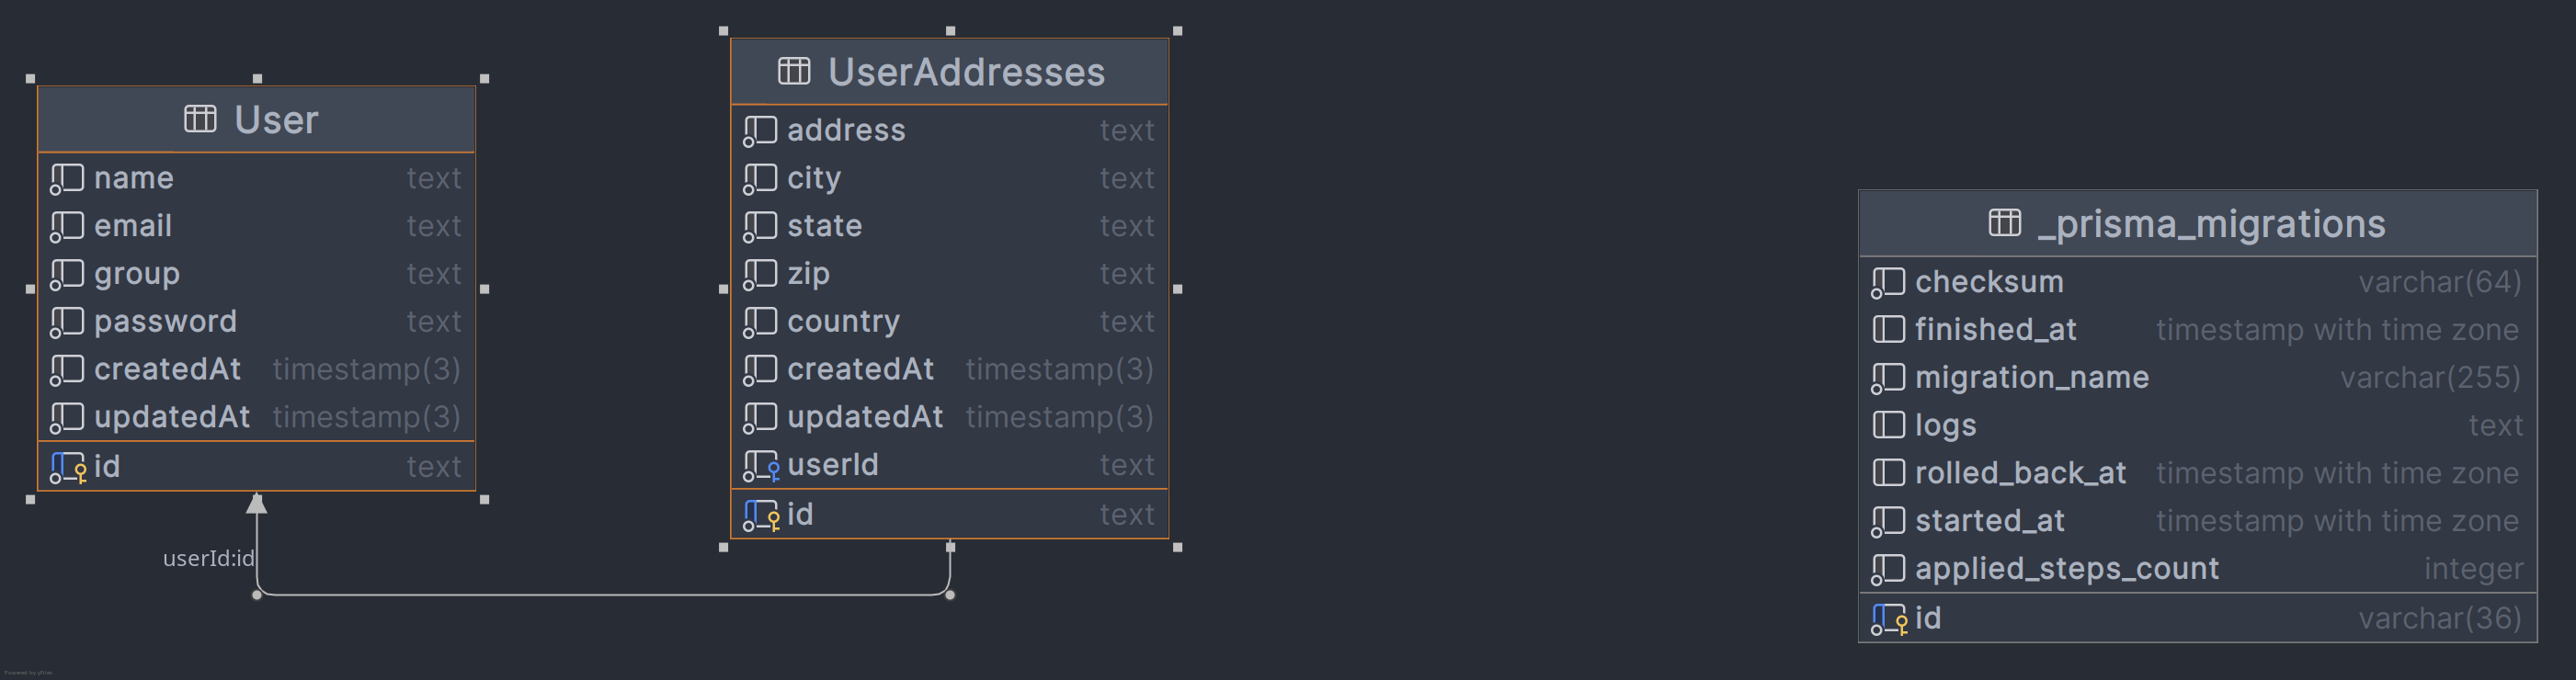 User
name text
email text
group text
password text
createdAt timestamp(3)
updatedAt timestamp(3)
id text
userId:id
UserAddresses
address text
city text
state text
zip text
country text
createdAt timestamp(3)
updatedAt timestamp(3)
userId text
id text
_prisma_migrations
checksum varchar(64)
finished_at timestamp with time zone
migration_name varchar(255)
logs text
rolled_back_at timestamp with time zone
started_at timestamp with time zone
applied_steps_count integer
id varchar(36)
Powered by yFiles